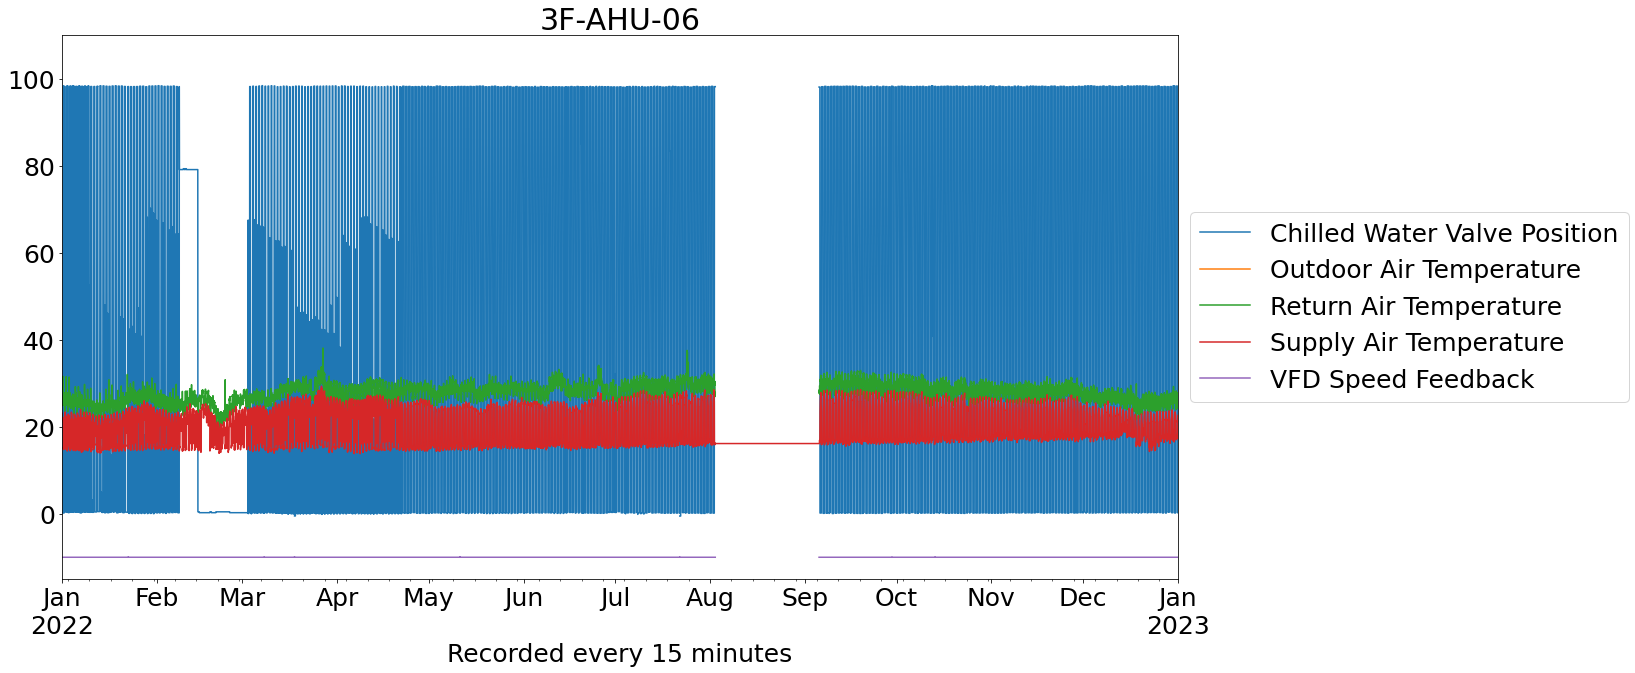 3F-AHU-06
100
80
60
40
20
0
Jan
2022
Feb
Mar
Apr
May
Jun
Jul
Aug
Sep
Oct
Nov
Dec
Jan
2023
Recorded every 15 minutes
Chilled Water Valve Position
Outdoor Air Temperature
Return Air Temperature
Supply Air Temperature
VFD Speed Feedback